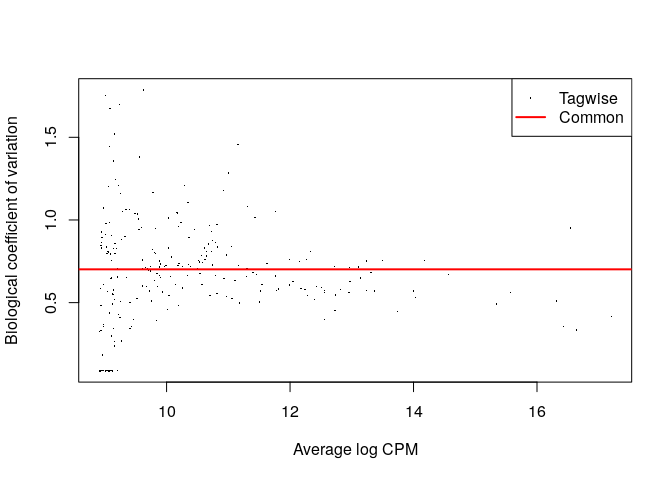 Tagwise
Common
Biological coefficient of variation
1.5
1.0
0.5
10 12 14 16
Average log CPM